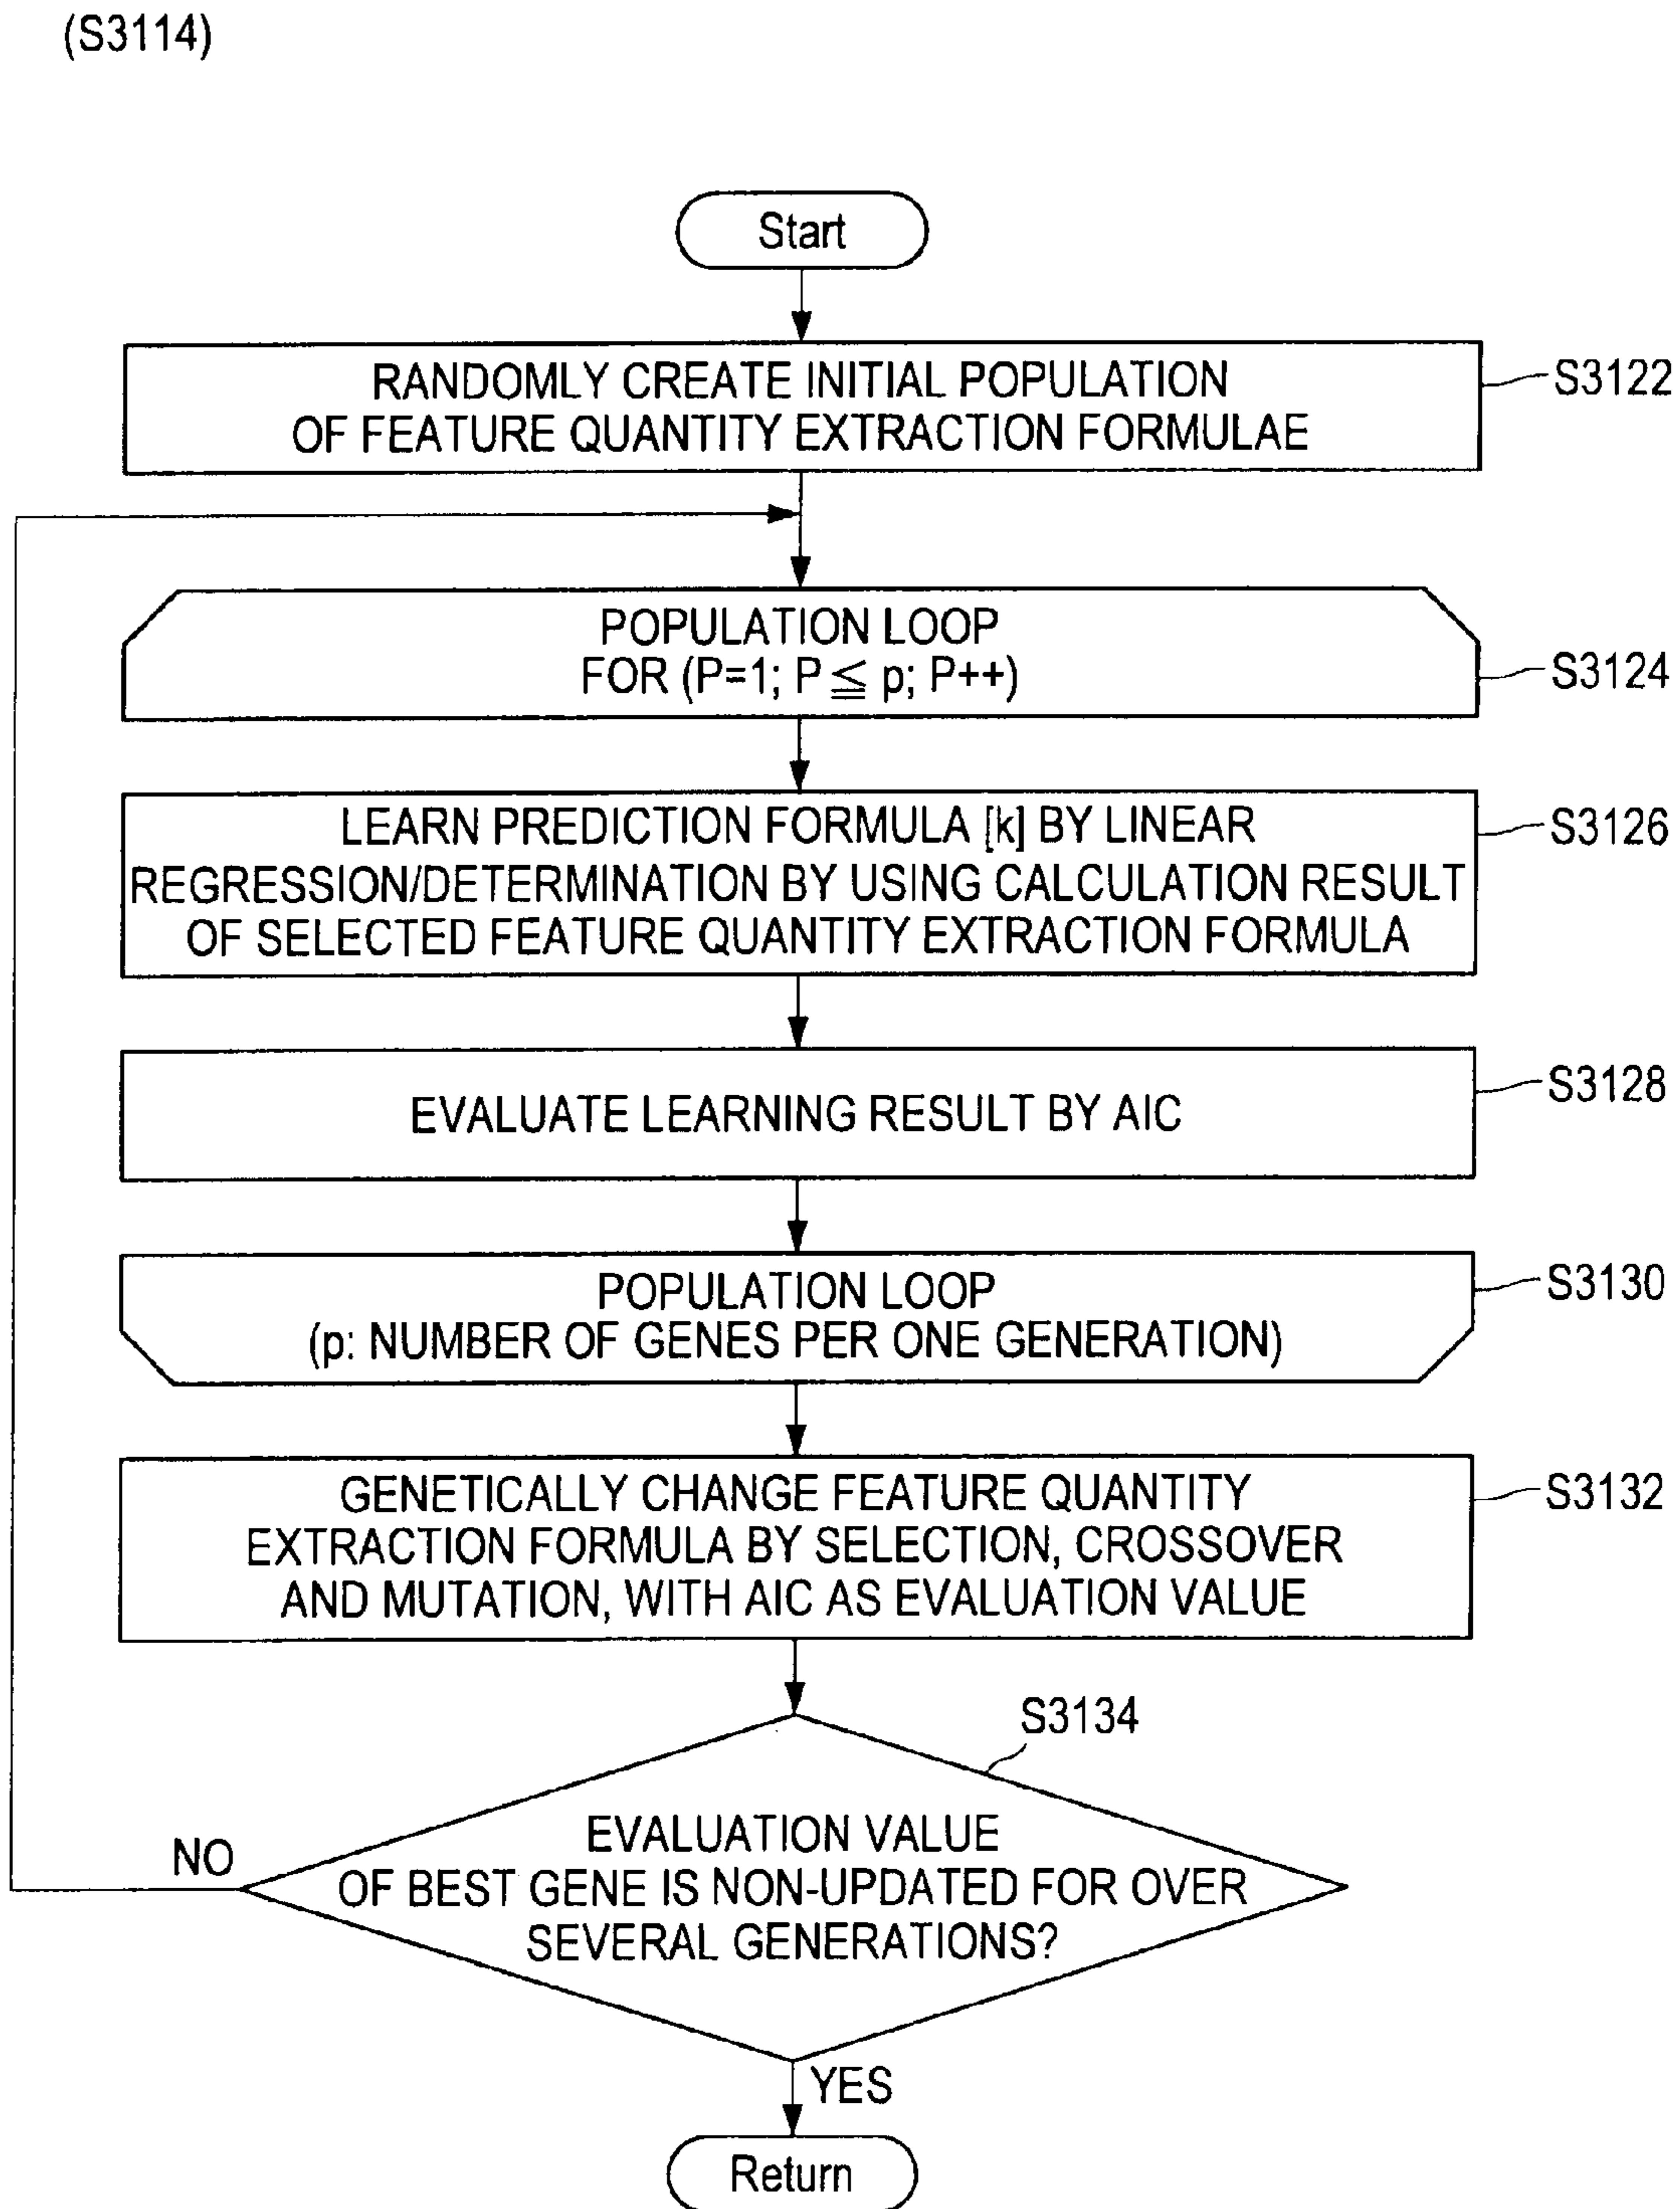 (S3114)
Start
RANDOMLY CREATE INITIAL POPULATION
OF FEATURE QUANTITY EXTRACTION FORMULAE
S3122
POPULATION LOOP
FOR (P=1; P ≦ p; P++)
S3124
LEARN PREDICTION FORMULA [k] BY LINEAR
REGRESSION/DETERMINATION BY USING CALCULATION RESULT
OF SELECTED FEATURE QUANTITY EXTRACTION FORMULA
S3126
EVALUATE LEARNING RESULT BY AIC
S3128
POPULATION LOOP
(p: NUMBER OF GENES PER ONE GENERATION)
S3130
GENETICALLY CHANGE FEATURE QUANTITY
EXTRACTION FORMULA BY SELECTION, CROSSOVER
AND MUTATION, WITH AIC AS EVALUATION VALUE
S3132
S3134
EVALUATION VALUE
OF BEST GENE IS NON-UPDATED FOR OVER
SEVERAL GENERATIONS?
NO
YES
Return